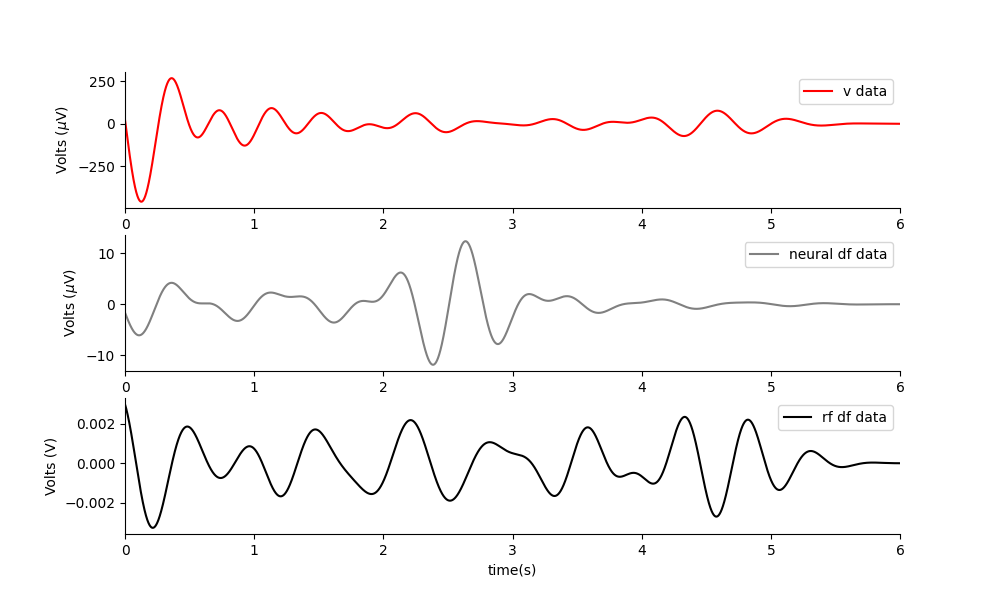 250
0
−250
Volts (μV)
v data
0 1 2 3 4 5 6
10
0
−10
Volts (μV)
neural df data
0 1 2 3 4 5 6
0.002
0.000
−0.002
Volts (V)
rf df data
0 1 2 3 4 5 6
time(s)